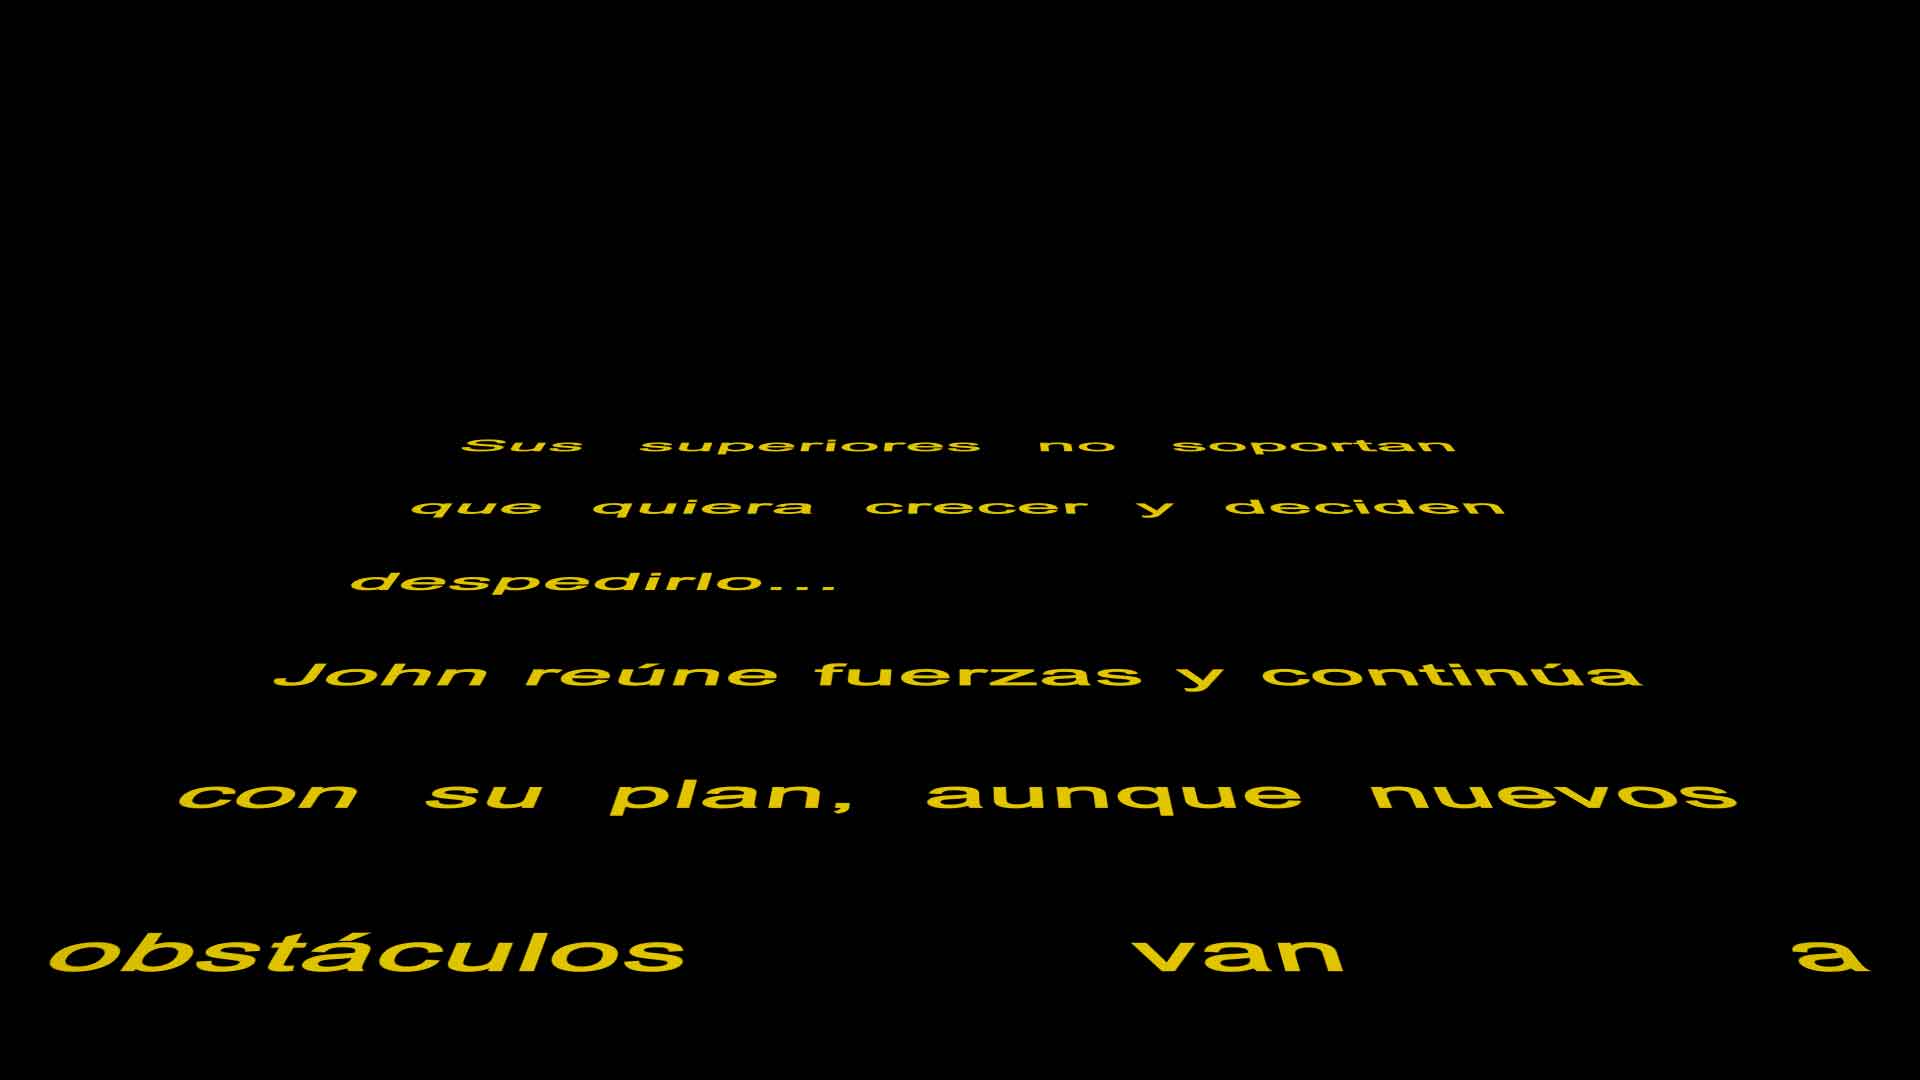 Sus superiores no soportan
que quiera crecer y deciden
despedirlo...
John reúne fuerzas y continúa
con su plan, aunque nuevos
obstáculos van a